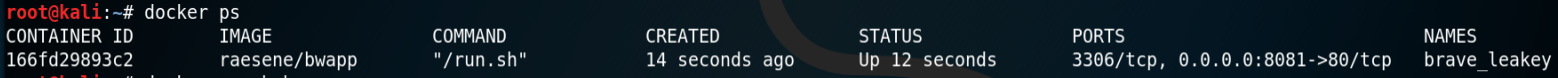 root@kali:~# docker ps
CONTAINER ID IMAGE COMMAND CREATED STATUS PORTS NAMES
166fd29893c2 raesene/bwapp "/run.sh" 14 seconds ago Up 12 seconds 3306/tcp, 0.0.0.0:8081->80/tcp brave_leakey